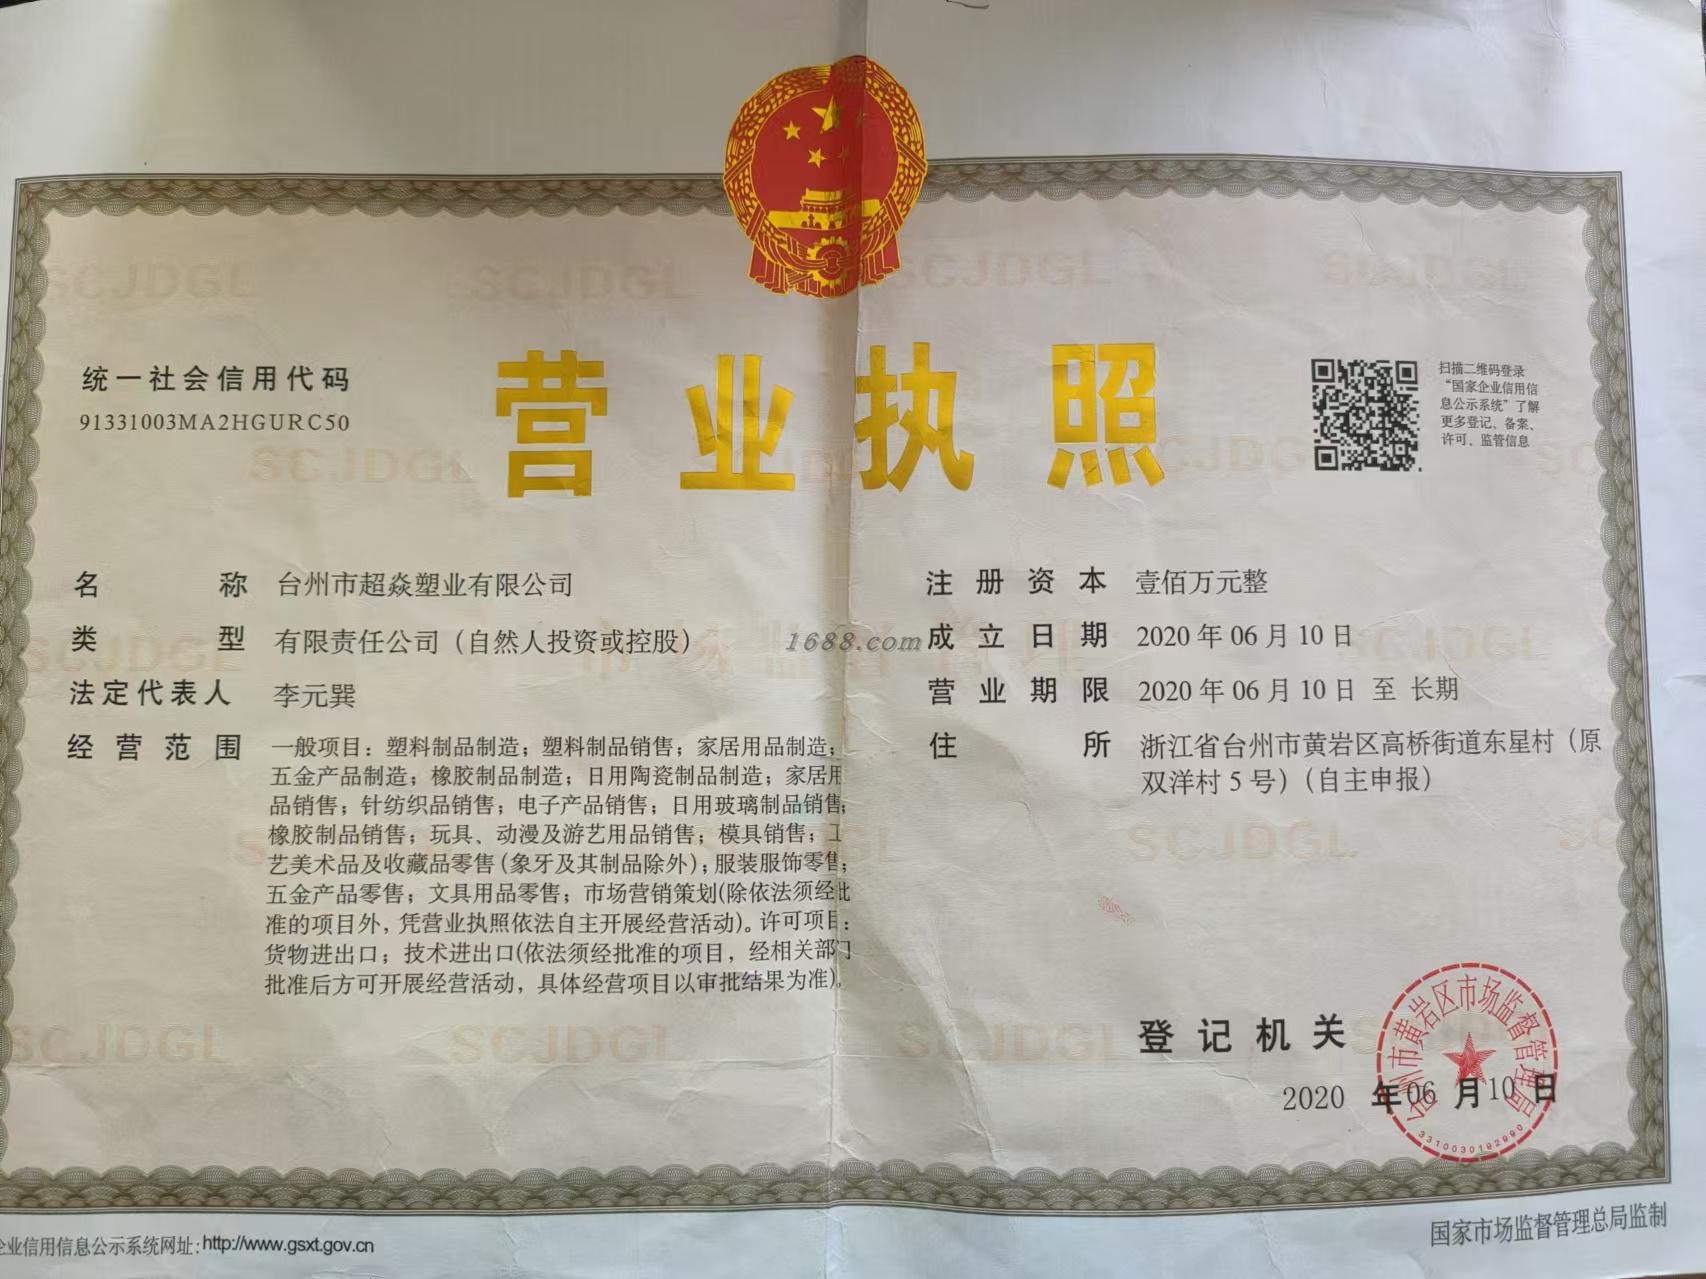 统一社会信用代码
91331003MA2HGURC50
营业执照
扫描二维码登录
“国家企业信用信
息公示系统”了解
更多登记、备案、
许可、监管信息
名称 台州市超焱塑业有限公司
类型 有限责任公司（自然人投资或控股）
法定代表人 李元巽
经营范围 一般项目：塑料制品制造；塑料制品销售；家居用品制造；
五金产品制造；橡胶制品制造；日用陶瓷制品制造；家居用
品销售；针纺织品销售；电子产品销售；日用玻璃制品销售；
橡胶制品销售；玩具、动漫及游艺用品销售；模具销售；工
艺美术品及收藏品零售（象牙及其制品除外）；服装服饰零售；
五金产品零售；文具用品零售；市场营销策划(除依法须经批
准的项目外，凭营业执照依法自主开展经营活动)。许可项目：
货物进出口；技术进出口(依法须经批准的项目，经相关部门
批准后方可开展经营活动，具体经营项目以审批结果为准)。
1688.com
注册资本 壹佰万元整
成立日期 2020年06月10日
营业期限 2020年06月10日 至 长期
住所 浙江省台州市黄岩区高桥街道东星村（原
双洋村5号）（自主申报）
登记机关
台州市黄岩区市场监督管理局
3310030192990
2020年06月10日
企业信用信息公示系统网址：http://www.gsxt.gov.cn
国家市场监督管理总局监制
SCJDGL
SCJDGL
SCJDGL
SCJDGL
SCJDGL
SCJDGL
SCJDGL
SCJDGL
SCJDGL
SCJDGL
SCJDGL
市场监督管理